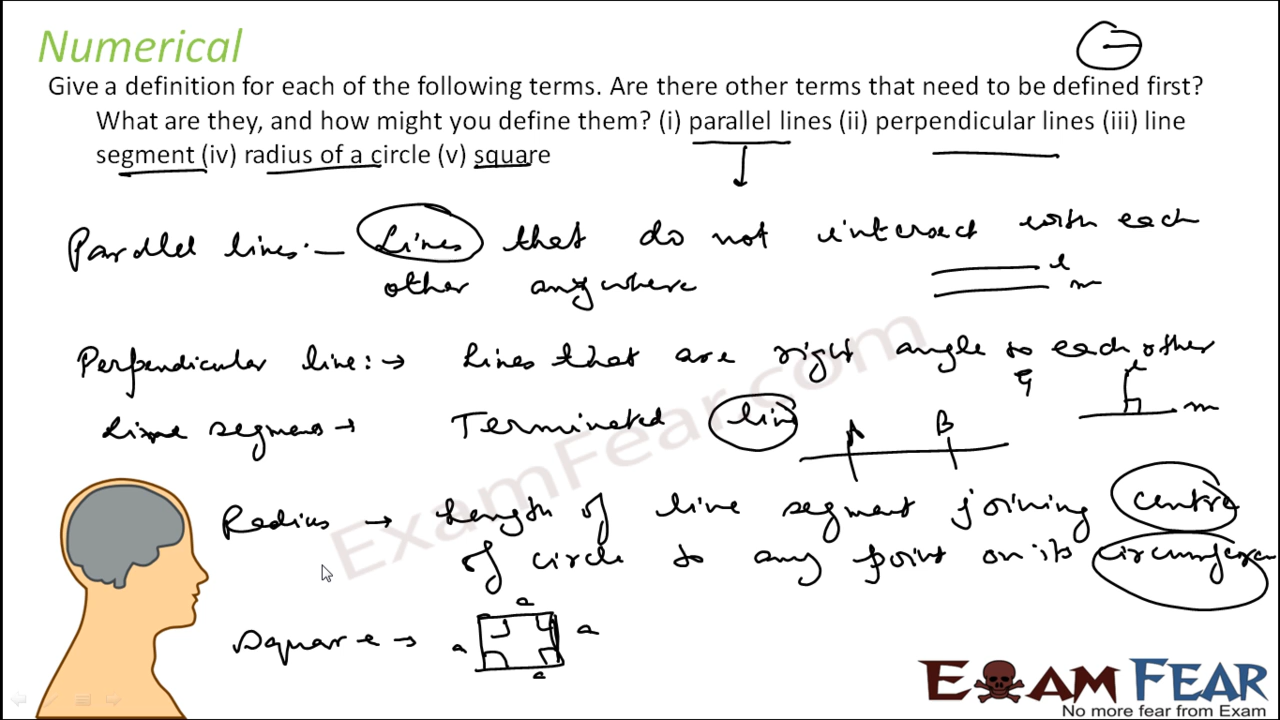 Numerical
Give a definition for each of the following terms. Are there other terms that need to be defined first?
What are they, and how might you define them? (i) parallel lines (ii) perpendicular lines (iii) line
segment (iv) radius of a circle (v) square
Parallel lines:- Lines that do not intersect with each
other anywhere
l
m
Perpendicular line:→ Lines that are right angle to each other
l
m
Line segment→ Terminated line
A B
Radius → Length of line segment joining centre
of circle to any point on its
Square →
a
a
a
a
ExamFear.com
EXAM FEAR
No more fear from Exam